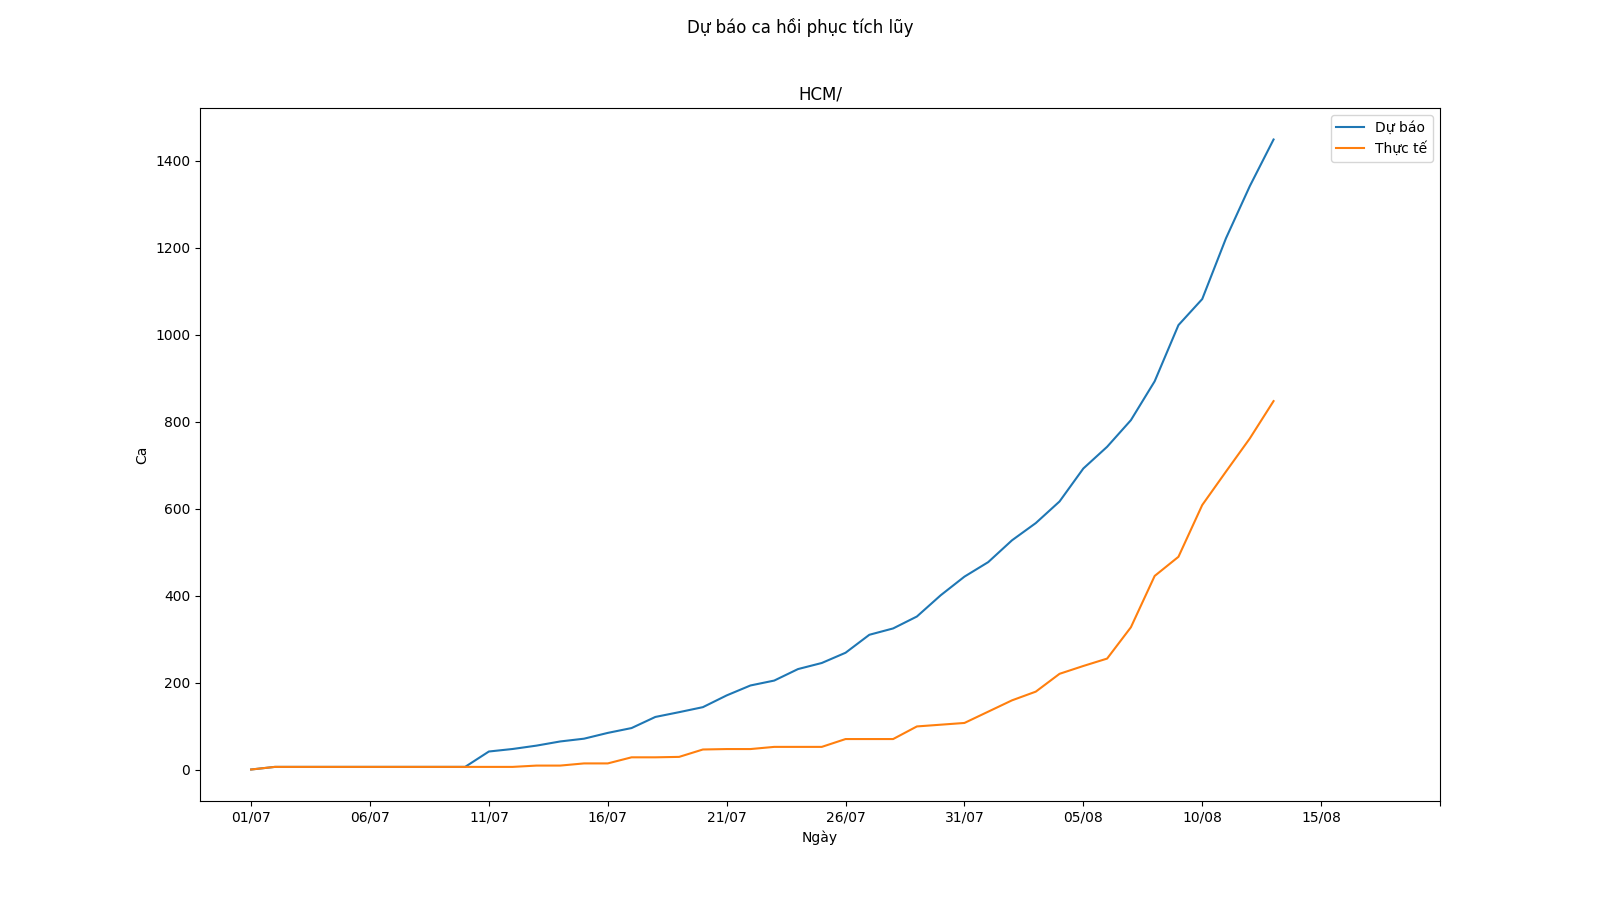 Dự báo ca hồi phục tích lũy
HCM/
Dự báo
Thực tế
1400
1200
1000
800
600
400
200
0
Ca
01/07 06/07 11/07 16/07 21/07 26/07 31/07 05/08 10/08 15/08
Ngày